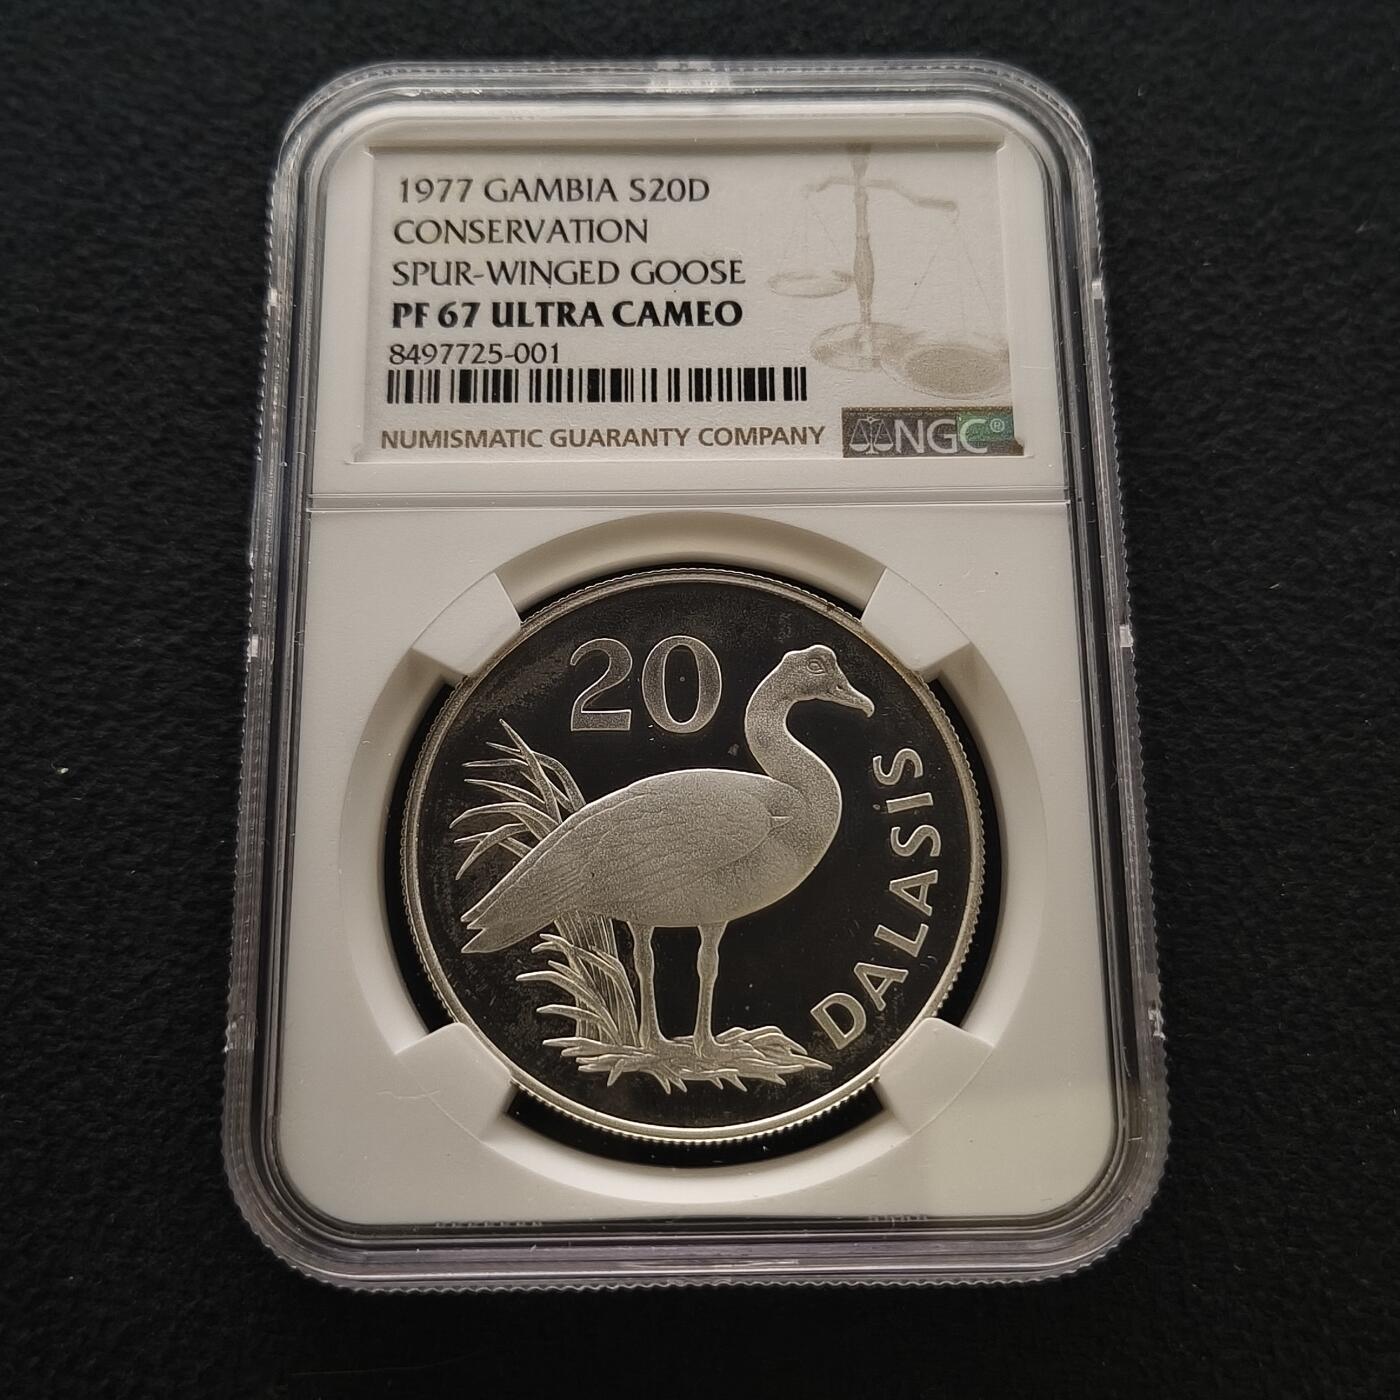 1977 GAMBIA S20D
CONSERVATION
SPUR-WINGED GOOSE
PF 67 ULTRA CAMEO
8497725-001
NUMISMATIC GUARANTY COMPANY NGC®
20
DALASIS